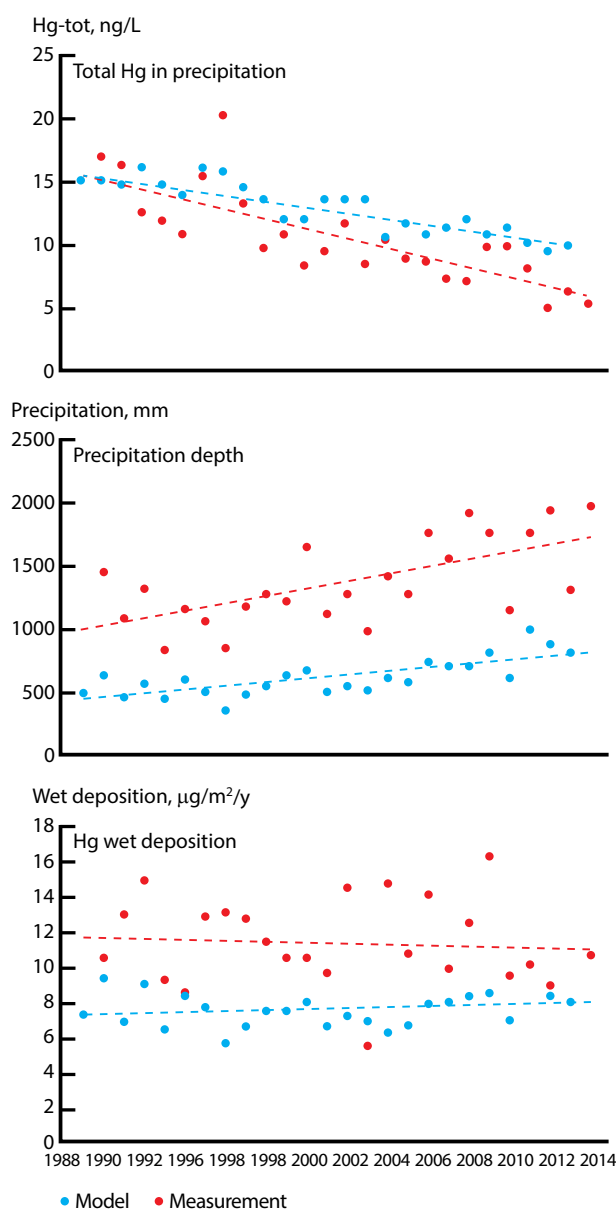 Hg-tot, ng/L
25
Total Hg in precipitation
20
15
10
5
0
Precipitation, mm
2500
Precipitation depth
2000
1500
1000
500
0
Wet deposition, µg/m²/y
18
Hg wet deposition
16
14
12
10
8
6
4
2
0
1988 1990 1992 1996 1998 1998 2000 2002 2006 2008 2010 2012 2014
Model Measurement